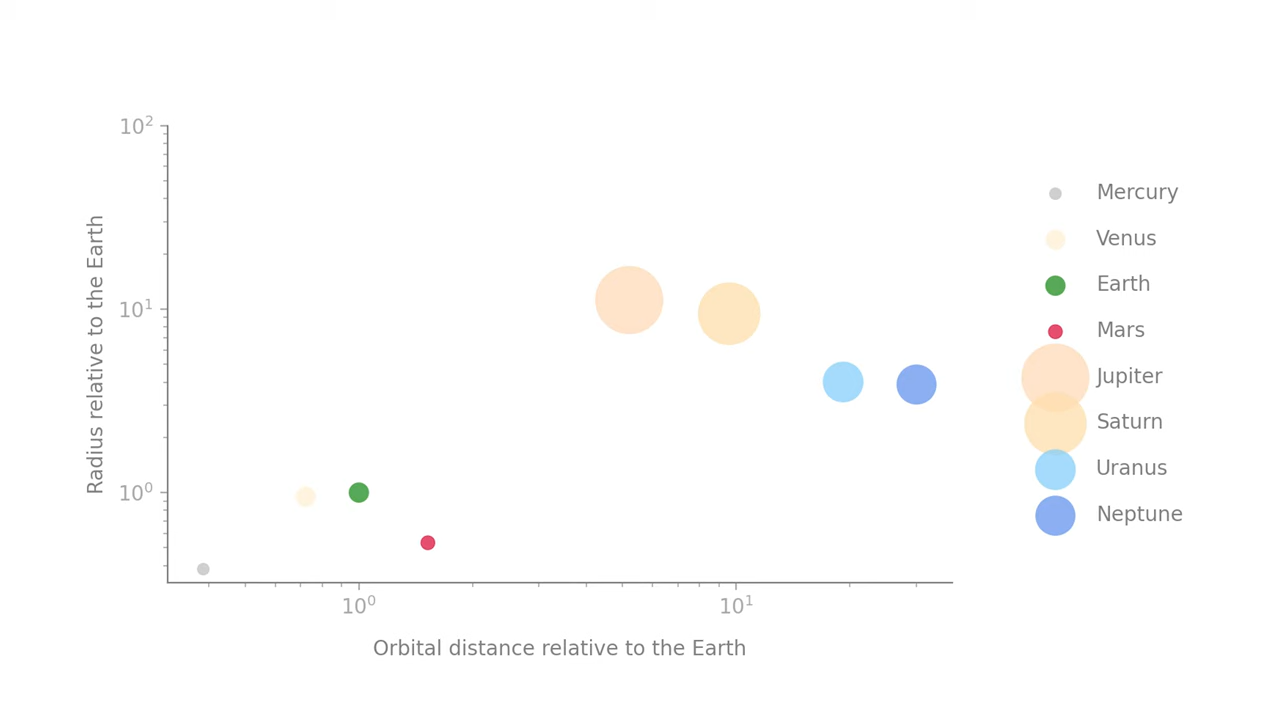 10²
10¹
10⁰
Radius relative to the Earth
10⁰ 10¹
Orbital distance relative to the Earth
Mercury
Venus
Earth
Mars
Jupiter
Saturn
Uranus
Neptune